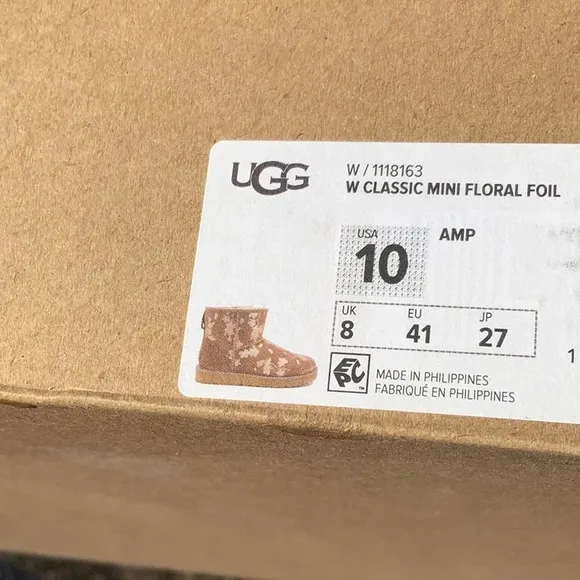 UGG
W / 1118163
W CLASSIC MINI FLORAL FOIL
USA
10
AMP
UK EU JP
8 41 27
EPC
MADE IN PHILIPPINES
FABRIQUÉ EN PHILIPPINES
1